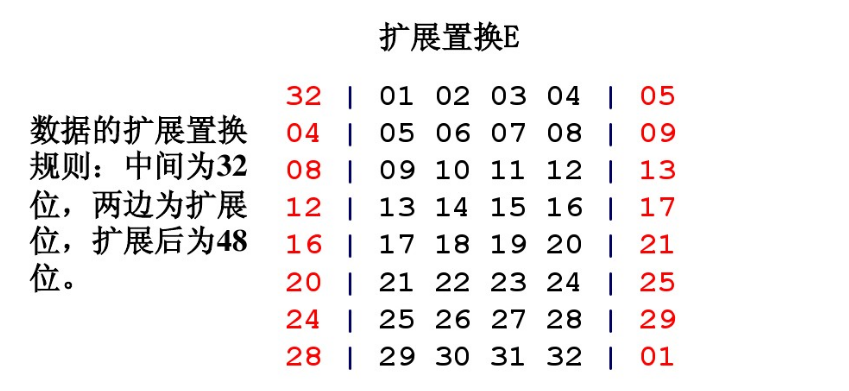 扩展置换E
数据的扩展置换
规则：中间为32
位，两边为扩展
位，扩展后为48
位。
32 | 01 02 03 04 | 05
04 | 05 06 07 08 | 09
08 | 09 10 11 12 | 13
12 | 13 14 15 16 | 17
16 | 17 18 19 20 | 21
20 | 21 22 23 24 | 25
24 | 25 26 27 28 | 29
28 | 29 30 31 32 | 01